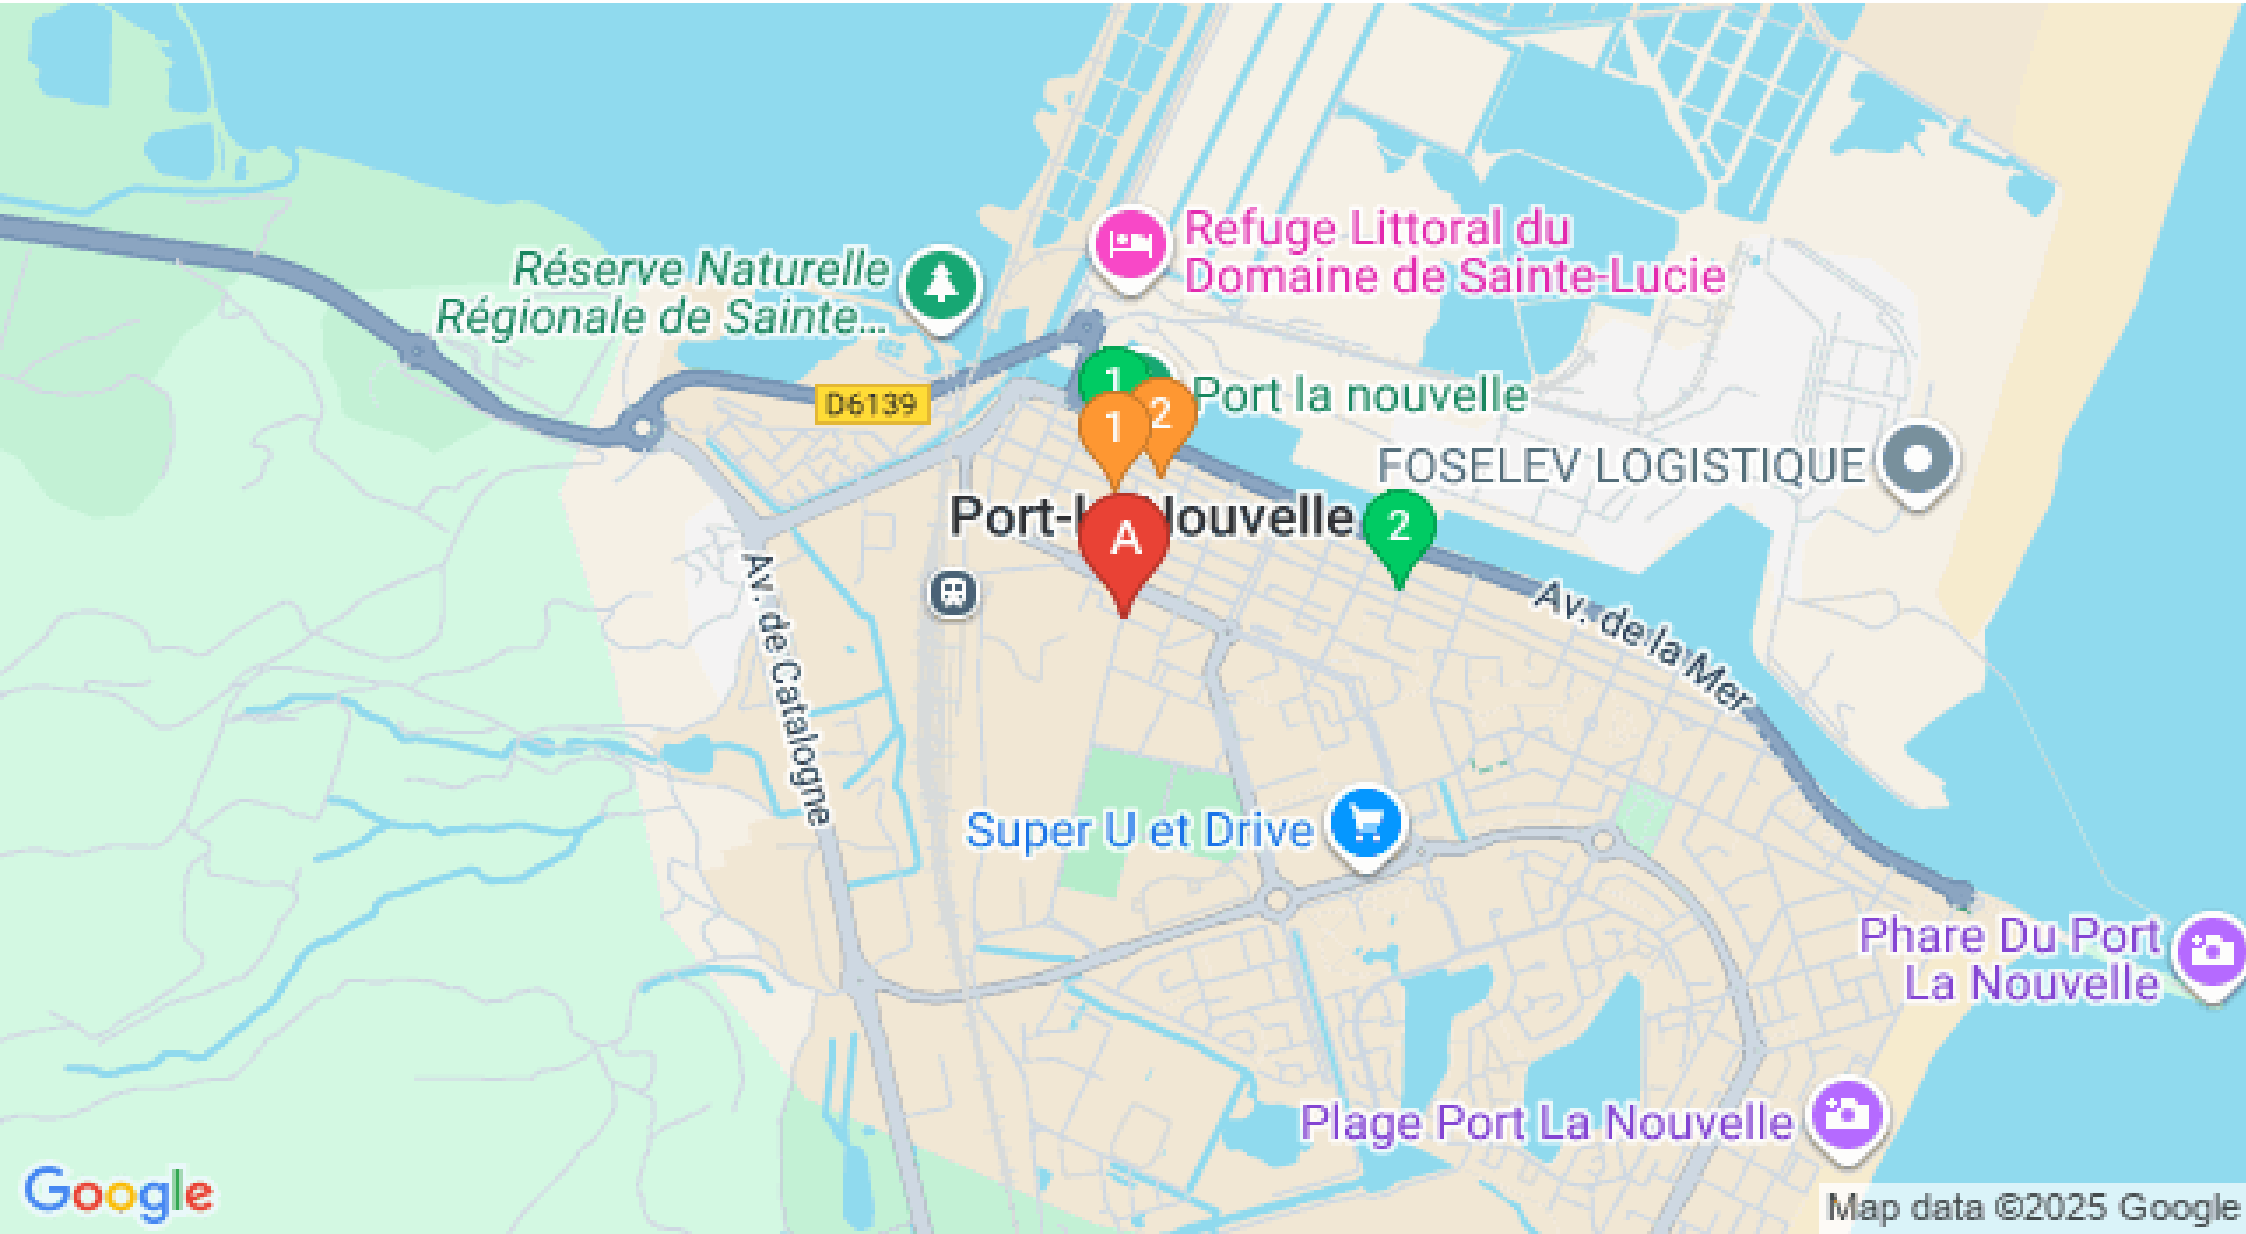 Refuge Littoral du
Domaine de Sainte-Lucie
Réserve Naturelle
Régionale de Sainte...
D6139
1
2
Port la nouvelle
1
FOSELEV LOGISTIQUE
Port-l Nouvelle
2
A
Av. de la Mer
Av. de Catalogne
Super U et Drive
Phare Du Port
La Nouvelle
Plage Port La Nouvelle
Google
Map data ©2025 Google